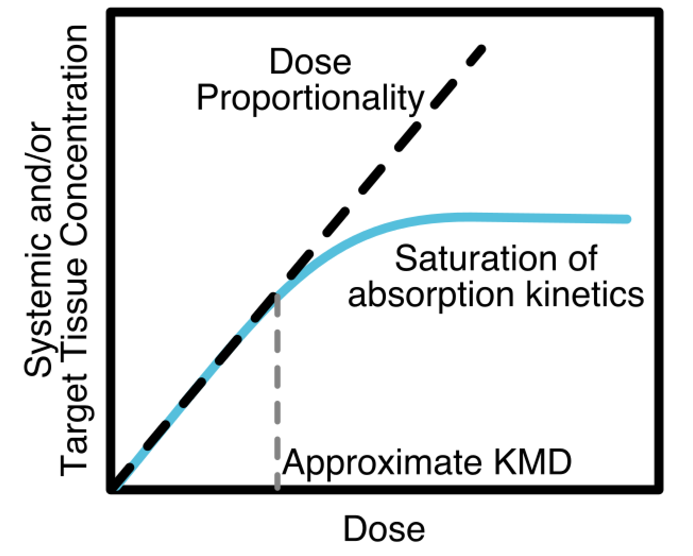 Systemic and/or
Target Tissue Concentration
Dose
Proportionality
Saturation of
absorption kinetics
Approximate KMD
Dose